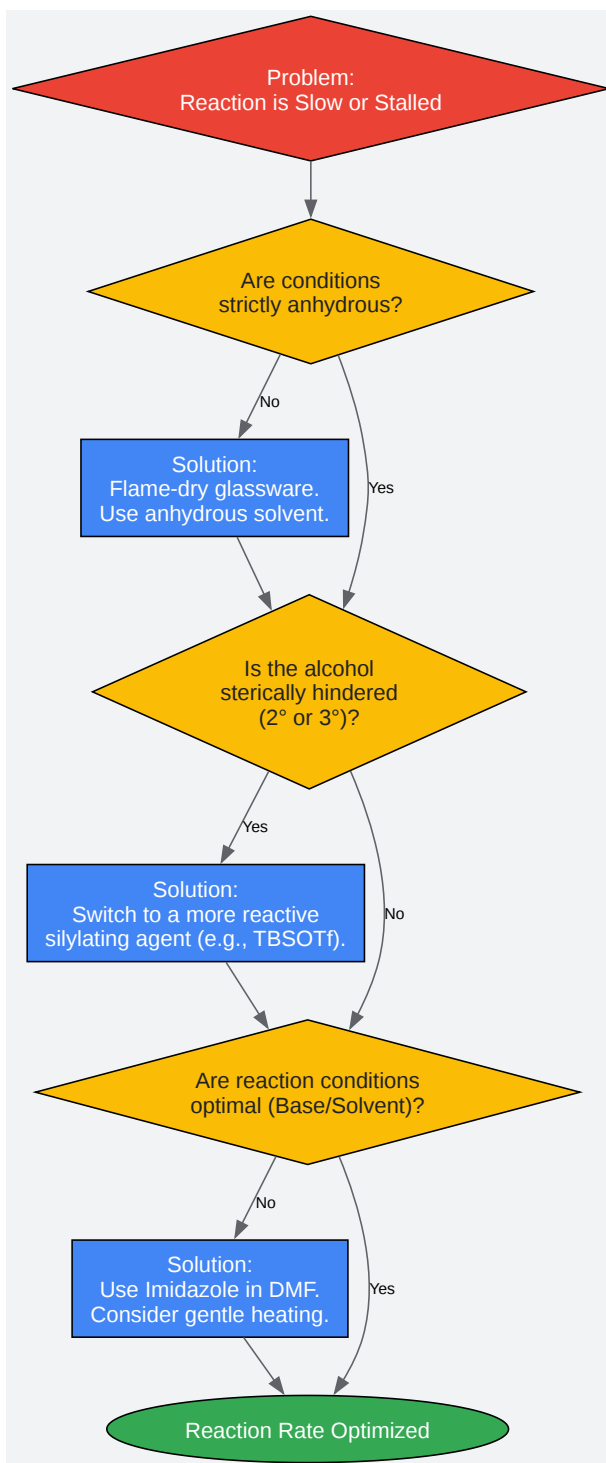 Problem:
Reaction is Slow or Stalled
Are conditions
strictly anhydrous?
No
Yes
Solution:
Flame-dry glassware.
Use anhydrous solvent.
Is the alcohol
sterically hindered
(2° or 3°)?
Yes
No
Solution:
Switch to a more reactive
silylating agent (e.g., TBSOTf).
Are reaction conditions
optimal (Base/Solvent)?
No
Yes
Solution:
Use Imidazole in DMF.
Consider gentle heating.
Reaction Rate Optimized